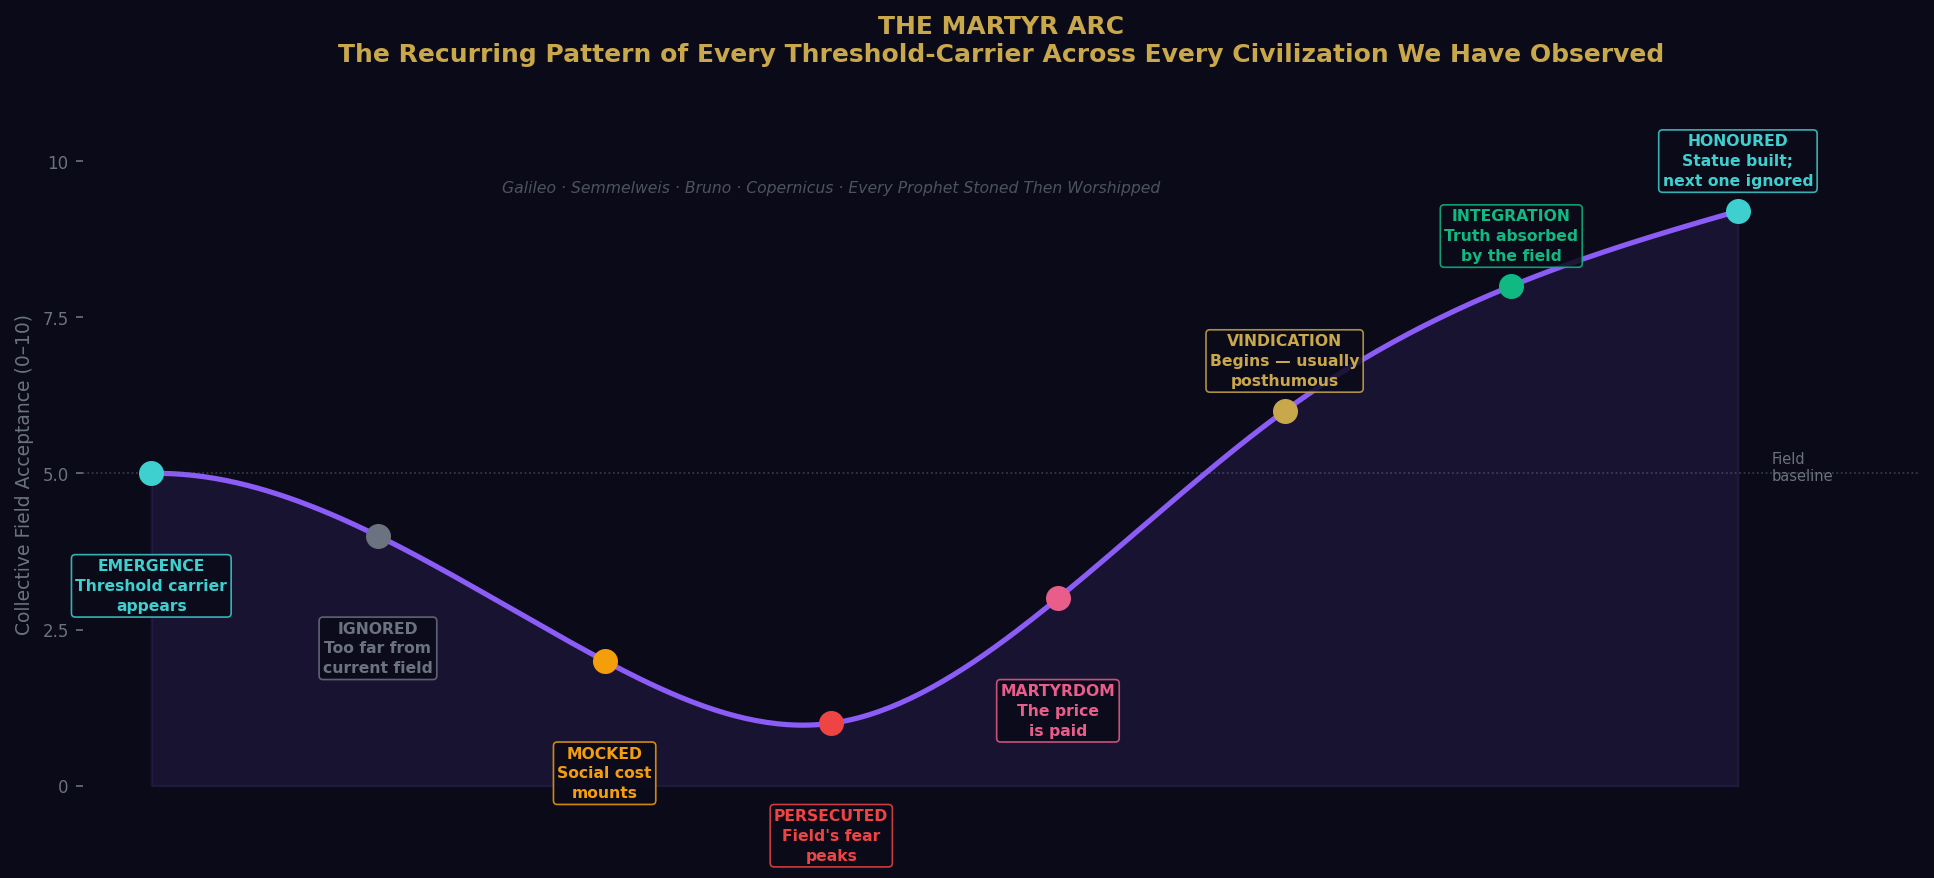 THE MARTYR ARC
The Recurring Pattern of Every Threshold-Carrier Across Every Civilization We Have Observed
HONOURED
Statue built;
next one ignored
10
Galileo · Semmelweis · Bruno · Copernicus · Every Prophet Stoned Then Worshipped
INTEGRATION
Truth absorbed
by the field
7.5
VINDICATION
Begins — usually
posthumous
Field
baseline
5.0
Collective Field Acceptance (0–10)
EMERGENCE
Threshold carrier
appears
2.5
IGNORED
Too far from
current field
MARTYRDOM
The price
is paid
MOCKED
Social cost
mounts
0
PERSECUTED
Field's fear
peaks